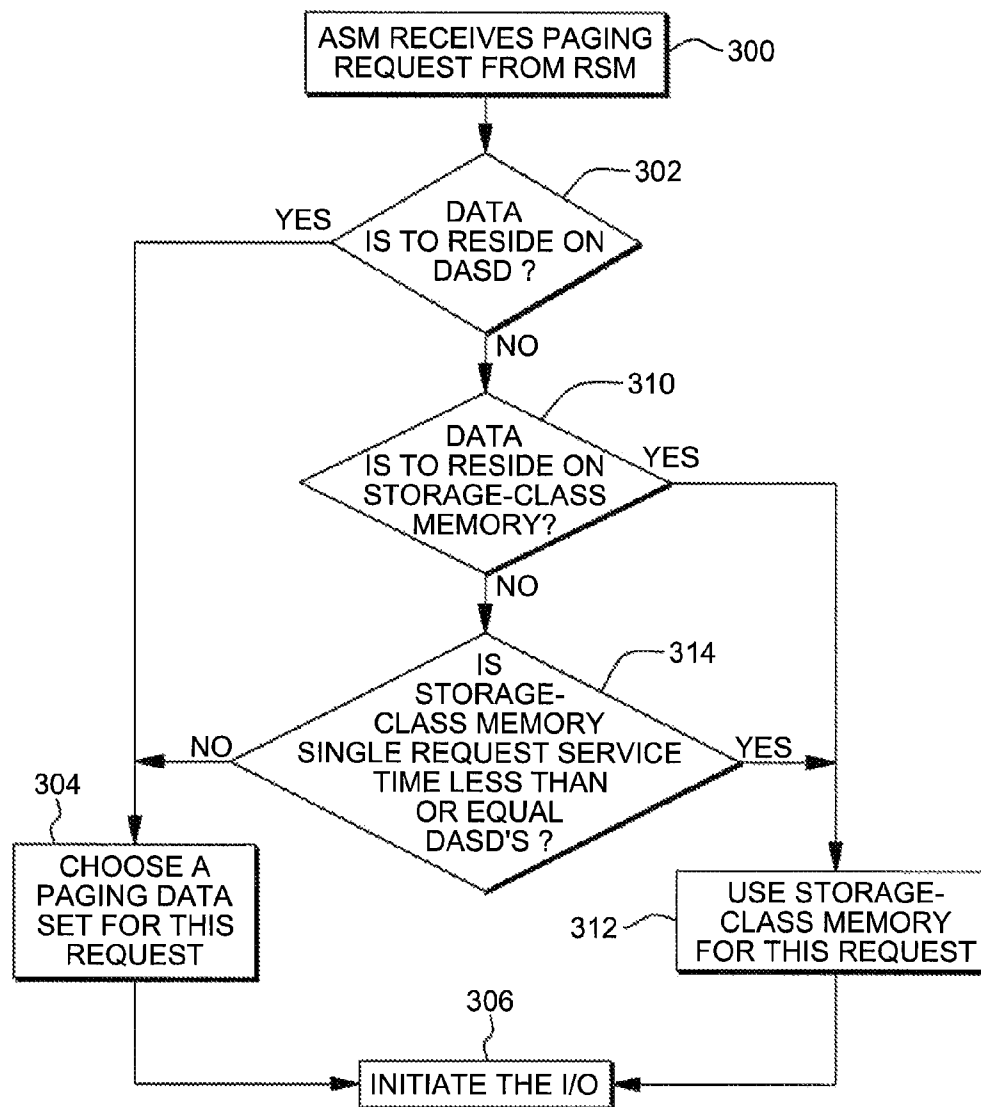 ASM RECEIVES PAGING
REQUEST FROM RSM
300
302
YES
DATA
IS TO RESIDE ON
DASD ?
NO
310
DATA
IS TO RESIDE ON
STORAGE-CLASS
MEMORY?
YES
NO
314
IS
STORAGE-
CLASS MEMORY
SINGLE REQUEST SERVICE
TIME LESS THAN
OR EQUAL
DASD'S ?
NO
YES
304
CHOOSE A
PAGING DATA
SET FOR THIS
REQUEST
312
USE STORAGE-
CLASS MEMORY
FOR THIS REQUEST
306
INITIATE THE I/O